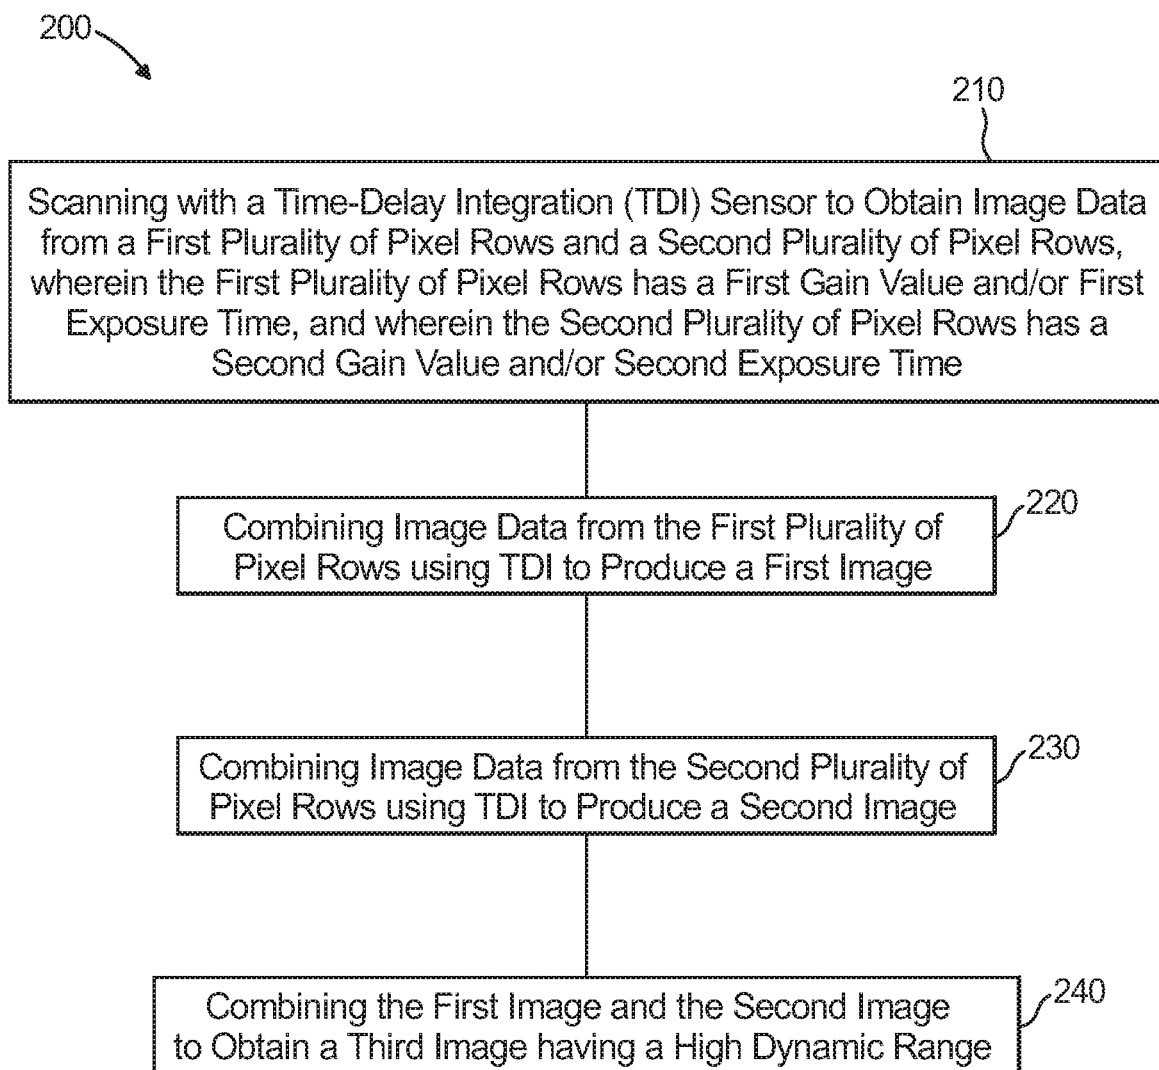 200
210
Scanning with a Time-Delay Integration (TDI) Sensor to Obtain Image Data
from a First Plurality of Pixel Rows and a Second Plurality of Pixel Rows,
wherein the First Plurality of Pixel Rows has a First Gain Value and/or First
Exposure Time, and wherein the Second Plurality of Pixel Rows has a
Second Gain Value and/or Second Exposure Time
220
Combining Image Data from the First Plurality of
Pixel Rows using TDI to Produce a First Image
230
Combining Image Data from the Second Plurality of
Pixel Rows using TDI to Produce a Second Image
240
Combining the First Image and the Second Image
to Obtain a Third Image having a High Dynamic Range